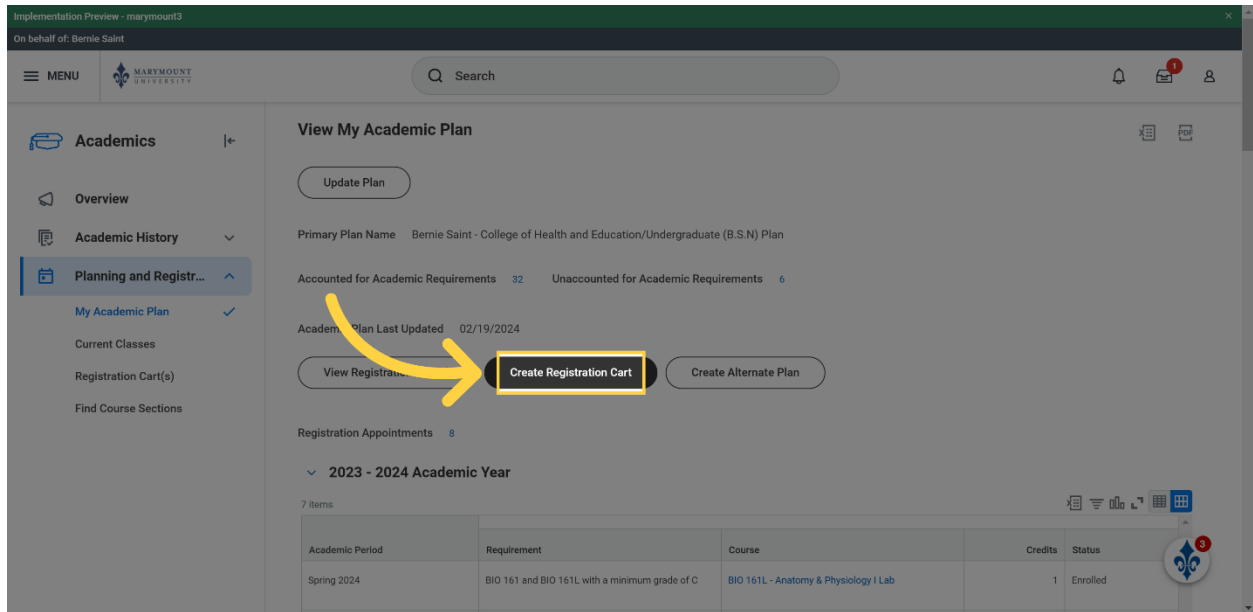 Implementation Preview - marymount3
On behalf of: Bernie Saint
MENU
MARYMOUNT
UNIVERSITY
Search
1
Academics
Overview
Academic History
Planning and Registr...
My Academic Plan
Current Classes
Registration Cart(s)
Find Course Sections
View My Academic Plan
PDF
Update Plan
Primary Plan Name Bernie Saint - College of Health and Education/Undergraduate (B.S.N) Plan
Accounted for Academic Requirements 32 Unaccounted for Academic Requirements 6
Academic Plan Last Updated 02/19/2024
View Registration Create Registration Cart Create Alternate Plan
Registration Appointments 8
2023 - 2024 Academic Year
7 items
Academic Period Requirement Course Credits Status
3
Spring 2024 BIO 161 and BIO 161L with a minimum grade of C BIO 161L - Anatomy & Physiology I Lab 1 Enrolled